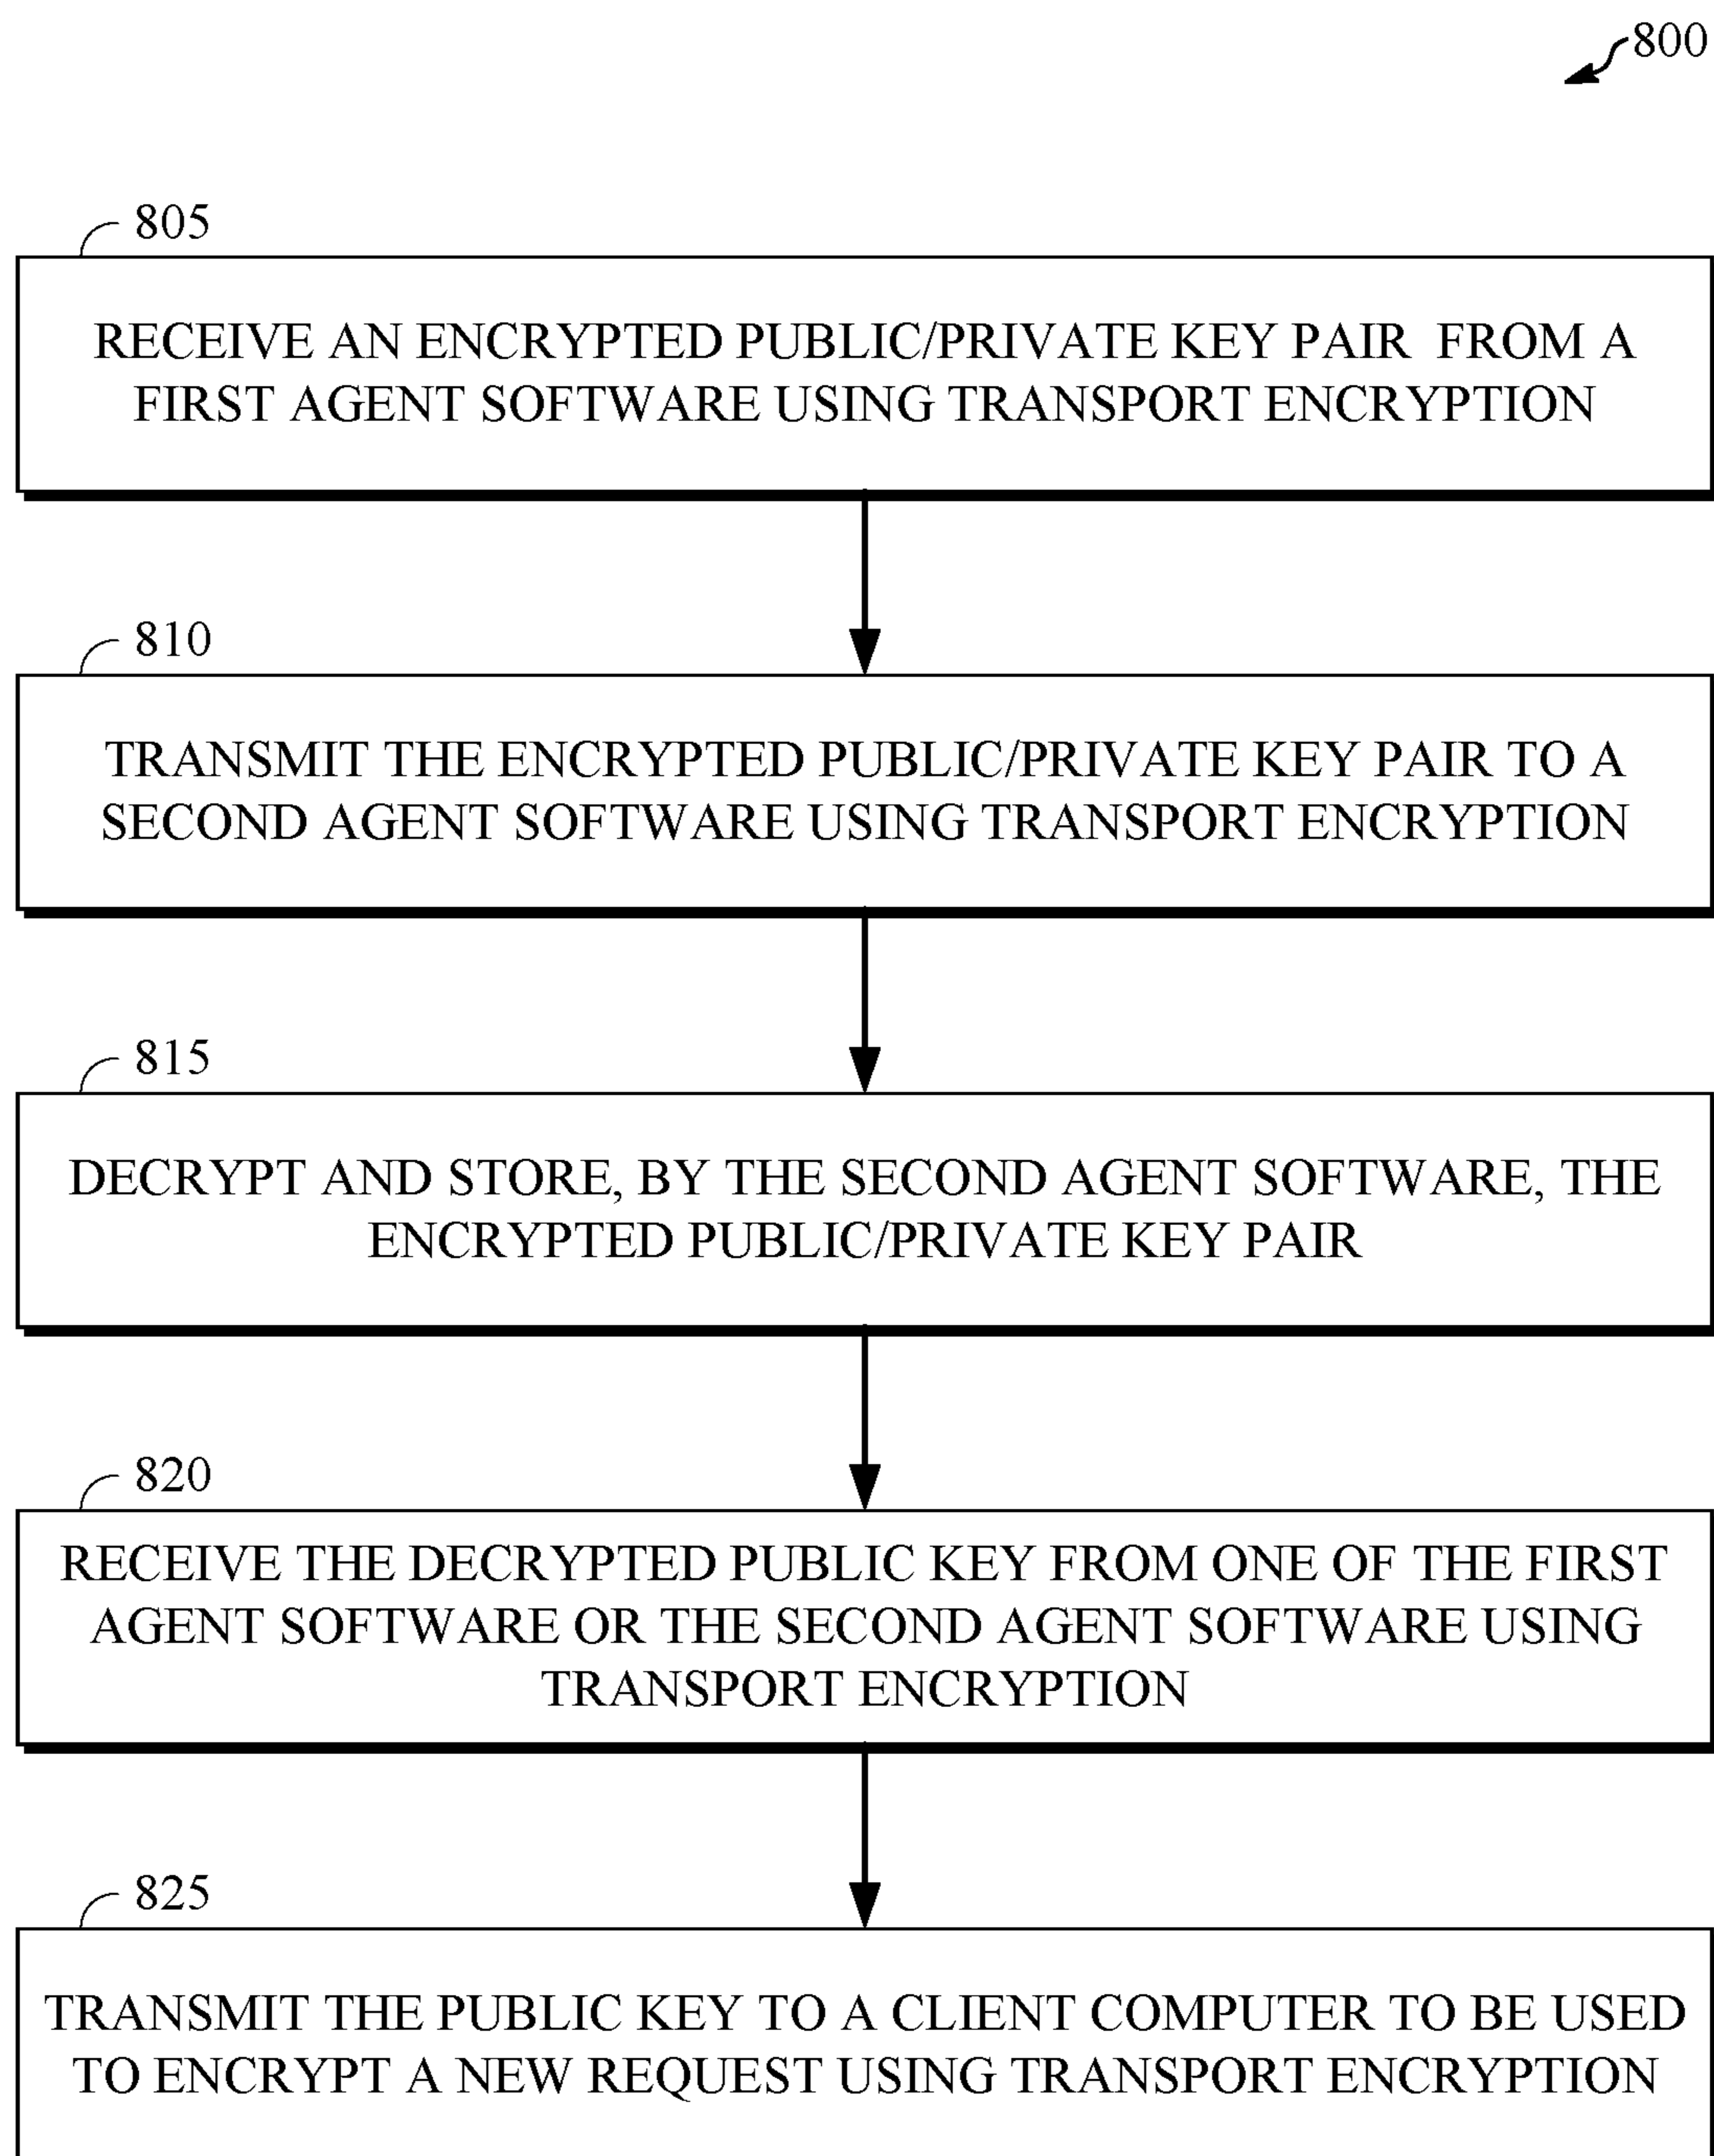 800
805
RECEIVE AN ENCRYPTED PUBLIC/PRIVATE KEY PAIR FROM A
FIRST AGENT SOFTWARE USING TRANSPORT ENCRYPTION
810
TRANSMIT THE ENCRYPTED PUBLIC/PRIVATE KEY PAIR TO A
SECOND AGENT SOFTWARE USING TRANSPORT ENCRYPTION
815
DECRYPT AND STORE, BY THE SECOND AGENT SOFTWARE, THE
ENCRYPTED PUBLIC/PRIVATE KEY PAIR
820
RECEIVE THE DECRYPTED PUBLIC KEY FROM ONE OF THE FIRST
AGENT SOFTWARE OR THE SECOND AGENT SOFTWARE USING
TRANSPORT ENCRYPTION
825
TRANSMIT THE PUBLIC KEY TO A CLIENT COMPUTER TO BE USED
TO ENCRYPT A NEW REQUEST USING TRANSPORT ENCRYPTION